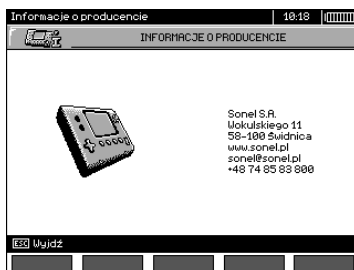 Informacje o producencie 10:18
INFORMACJE O PRODUCENCIE
Sonel S.A.
Wokulskiego 11
58-100 Świdnica
www.sonel.pl
sonel@sonel.pl
+48 74 85 83 800
ESC Wyjdź